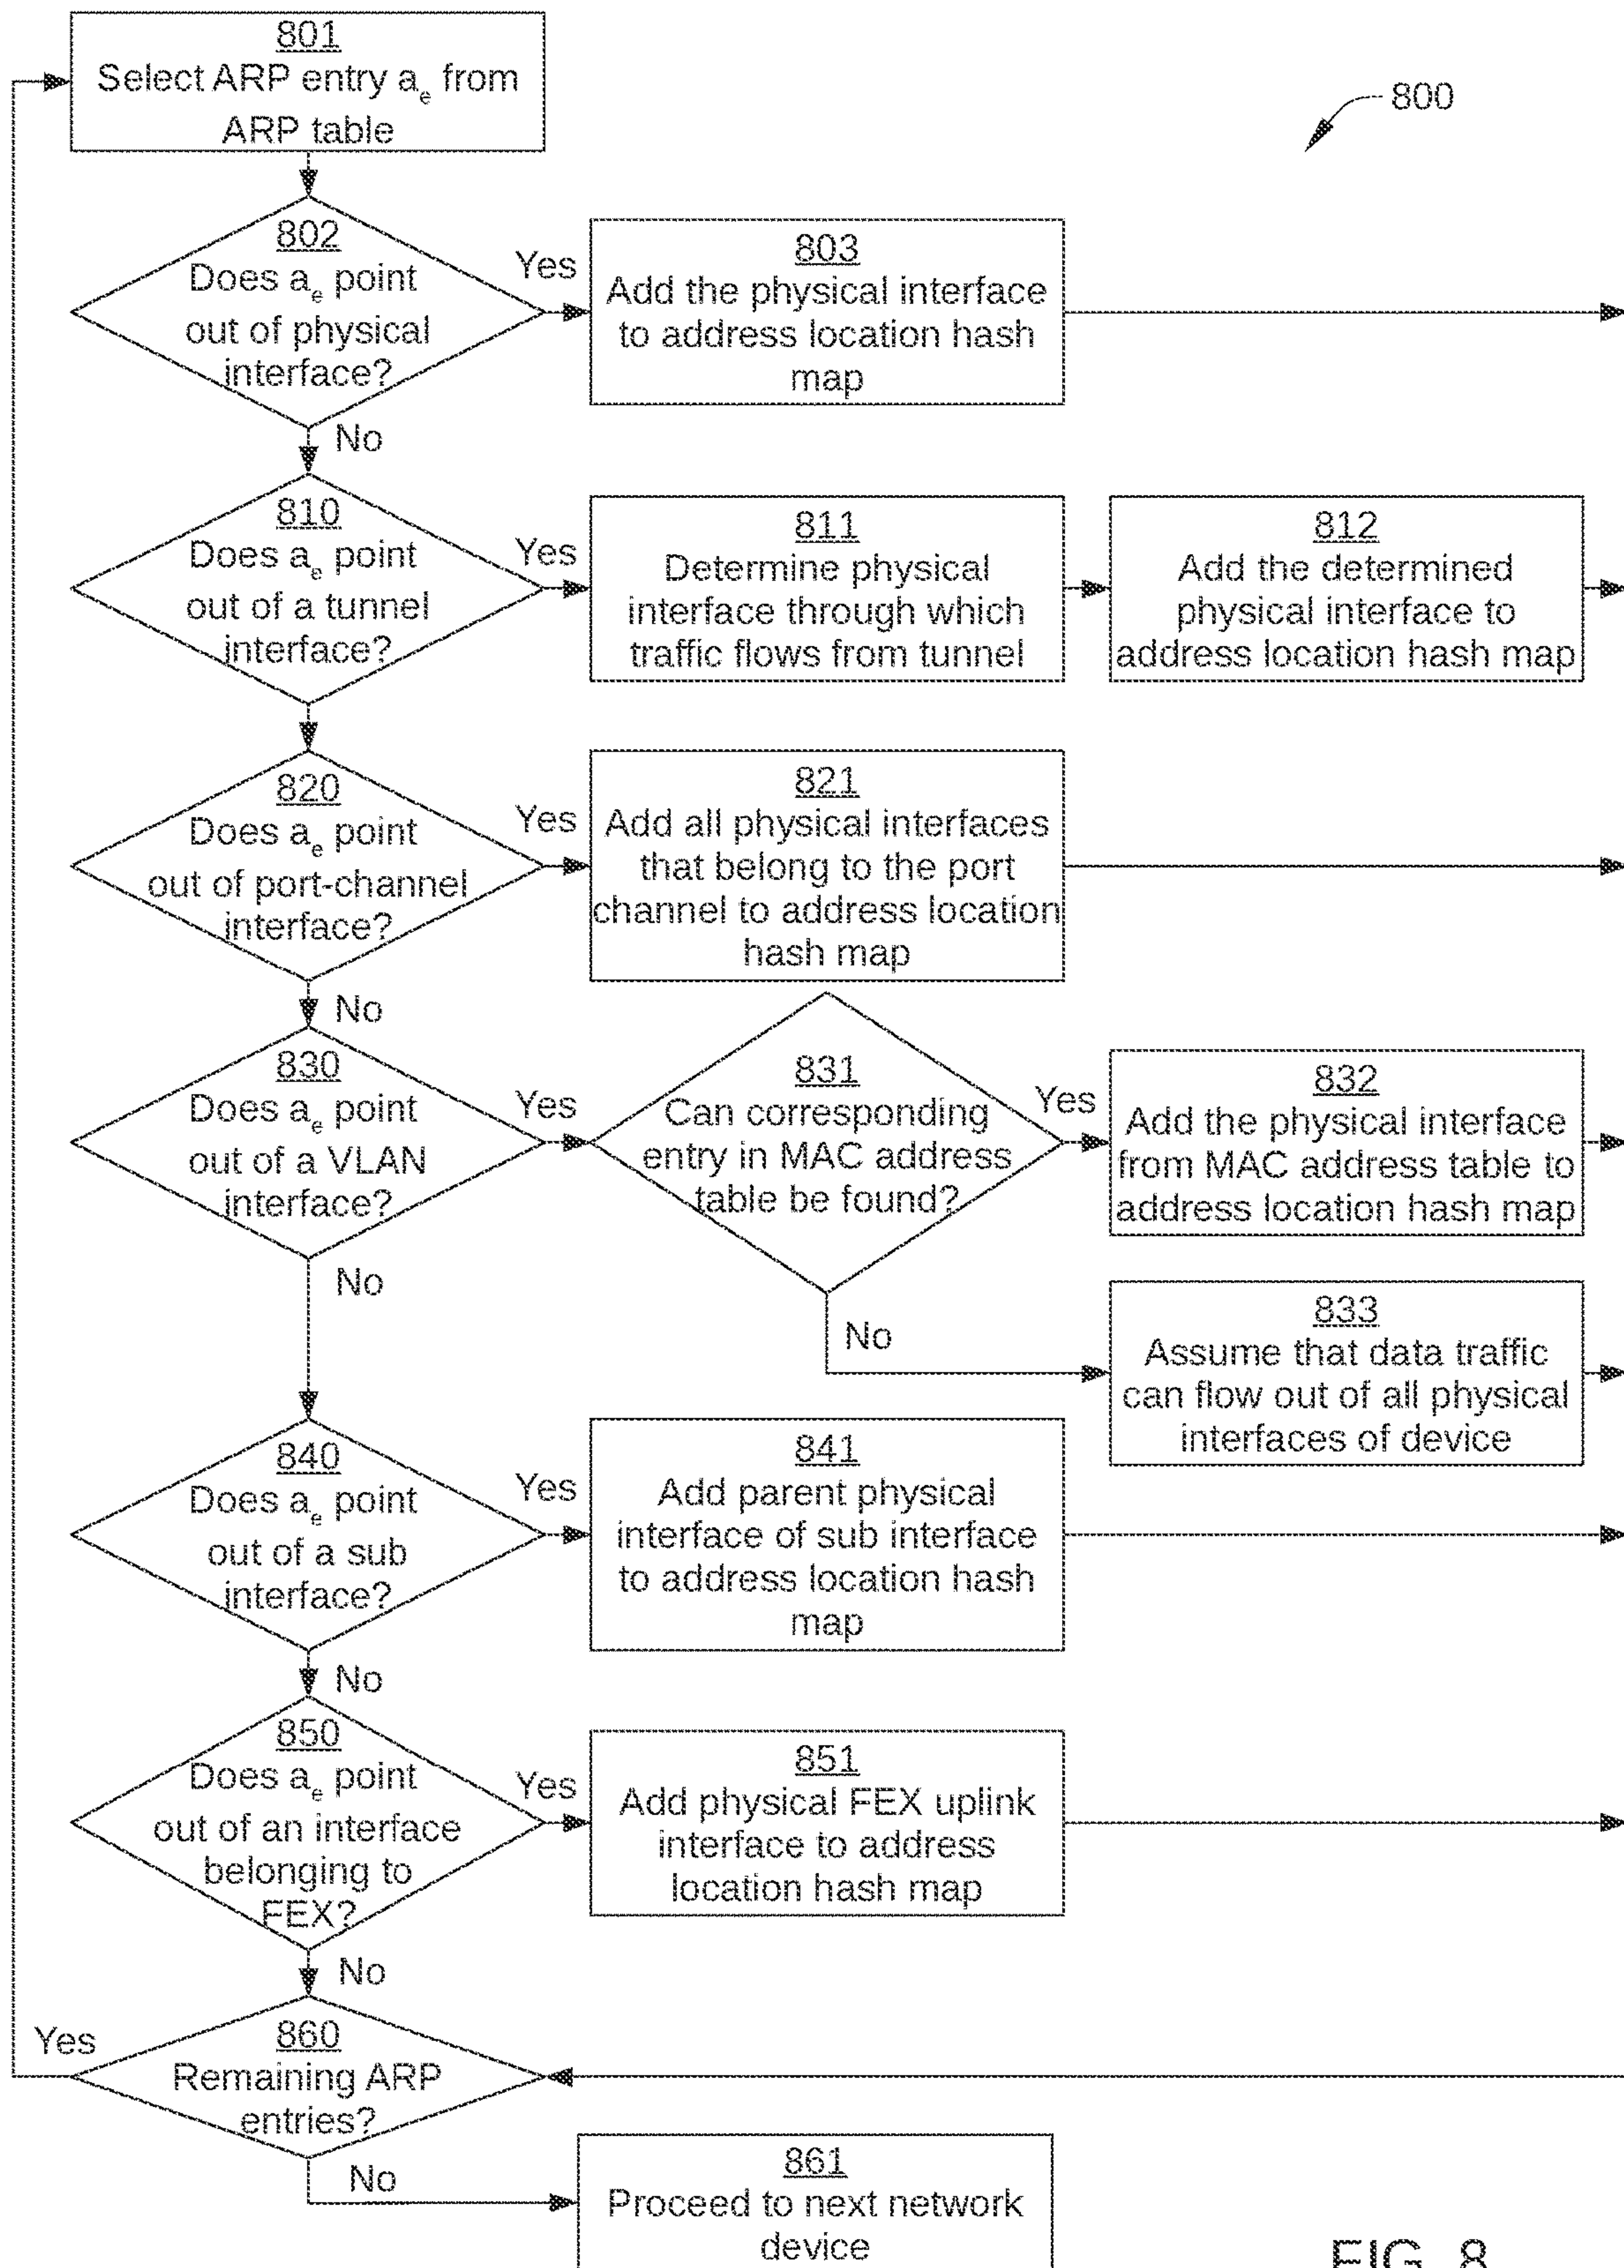 801
Select ARP entry ae from
ARP table
800
802
Does ae point
out of physical
interface?
Yes
803
Add the physical interface
to address location hash
map
No
810
Does ae point
out of a tunnel
interface?
Yes
811
Determine physical
interface through which
traffic flows from tunnel
812
Add the determined
physical interface to
address location hash map
820
Does ae point
out of port-channel
interface?
Yes
821
Add all physical interfaces
that belong to the port
channel to address location
hash map
No
830
Does ae point
out of a VLAN
interface?
Yes
831
Can corresponding
entry in MAC address
table be found?
Yes
832
Add the physical interface
from MAC address table to
address location hash map
No
No
833
Assume that data traffic
can flow out of all physical
interfaces of device
840
Does ae point
out of a sub
interface?
Yes
841
Add parent physical
interface of sub interface
to address location hash
map
No
850
Does ae point
out of an interface
belonging to
FEX?
Yes
851
Add physical FEX uplink
interface to address
location hash map
No
Yes
860
Remaining ARP
entries?
No
861
Proceed to next network
device
FIG. 8